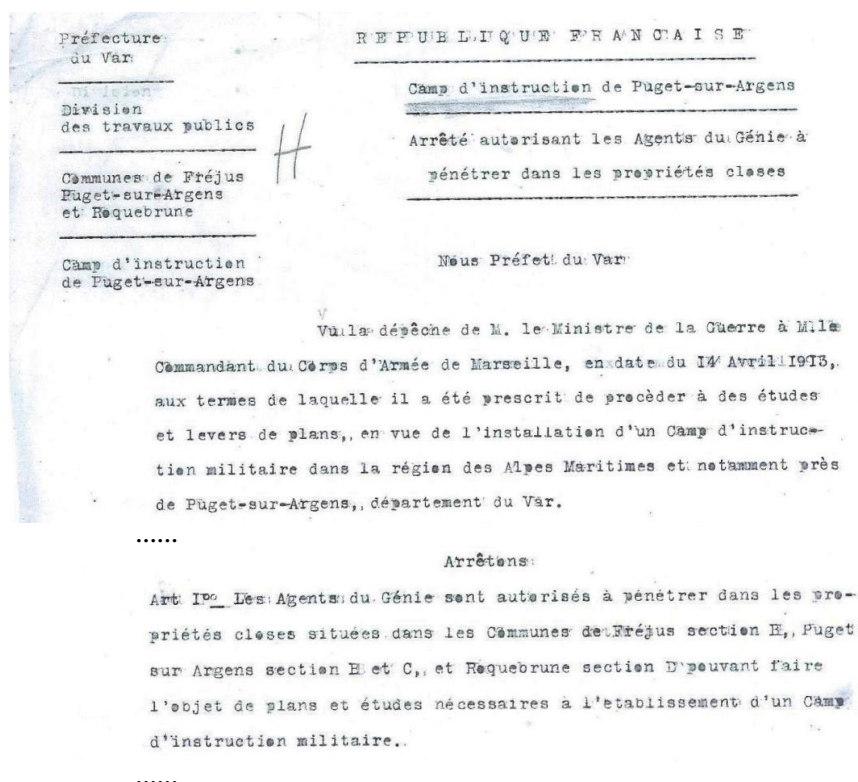 Préfecture
du Var
Division
des travaux publics
Communes de Fréjus
Puget-sur-Argens
et Roquebrune
Camp d'instruction
de Puget-sur-Argens
H
REPUBLIQUE FRANCAISE
Camp d'instruction de Puget-sur-Argens
Arrêté autorisant les Agents du Génie à
pénétrer dans les propriétés closes
Nous Préfet du Var
Vu la dépêche de M. le Ministre de la Guerre à M. le
Commandant du Corps d'Armée de Marseille, en date du 14 Avril 1913,
aux termes de laquelle il a été prescrit de procèder à des études
et levers de plans,, en vue de l'installation d'un Camp d'instruc-
tion militaire dans la région des Alpes Maritimes et notamment près
de Puget-sur-Argens,, département du Var.
......
Arrêtons
Art Iº Les Agents du Génie sont autorisés à pénétrer dans les pro-
priétés closes situées dans les Communes de Fréjus section E,, Puget
sur Argens section B et C,, et Roquebrune section D pouvant faire
l'objet de plans et études nécessaires à l'etablissement d'un Camp
d'instruction militaire..
......